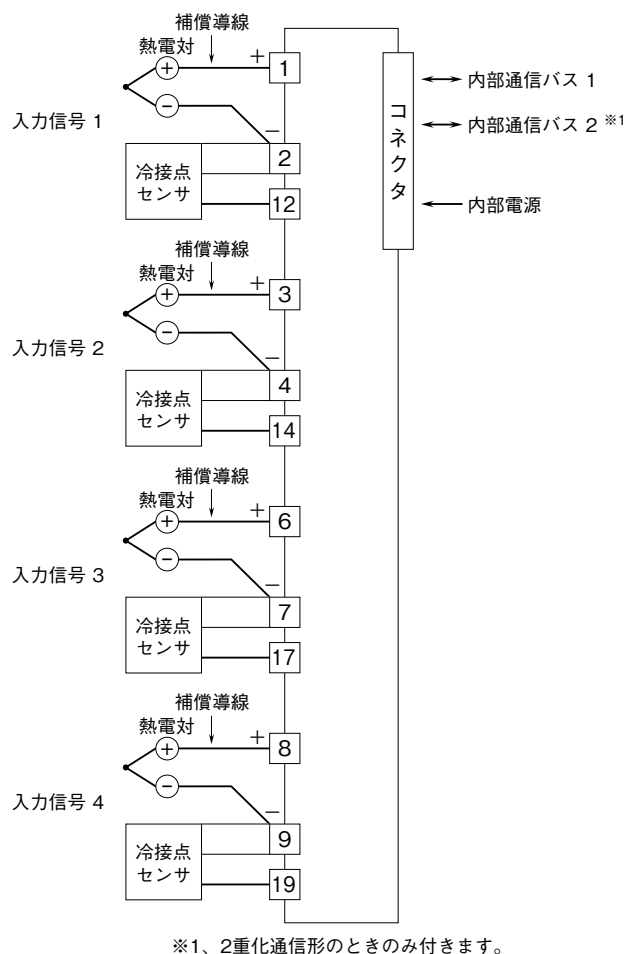 補償導線
熱電対
+
+
1
−
入力信号 1
−
2
冷接点
センサ
12
補償導線
熱電対
+
+
3
−
入力信号 2
−
4
冷接点
センサ
14
補償導線
熱電対
+
+
6
−
入力信号 3
−
7
冷接点
センサ
17
補償導線
熱電対
+
+
8
−
入力信号 4
−
9
冷接点
センサ
19
コネクタ
内部通信バス 1
内部通信バス 2 ※1
内部電源
※1、2重化通信形のときのみ付きます。